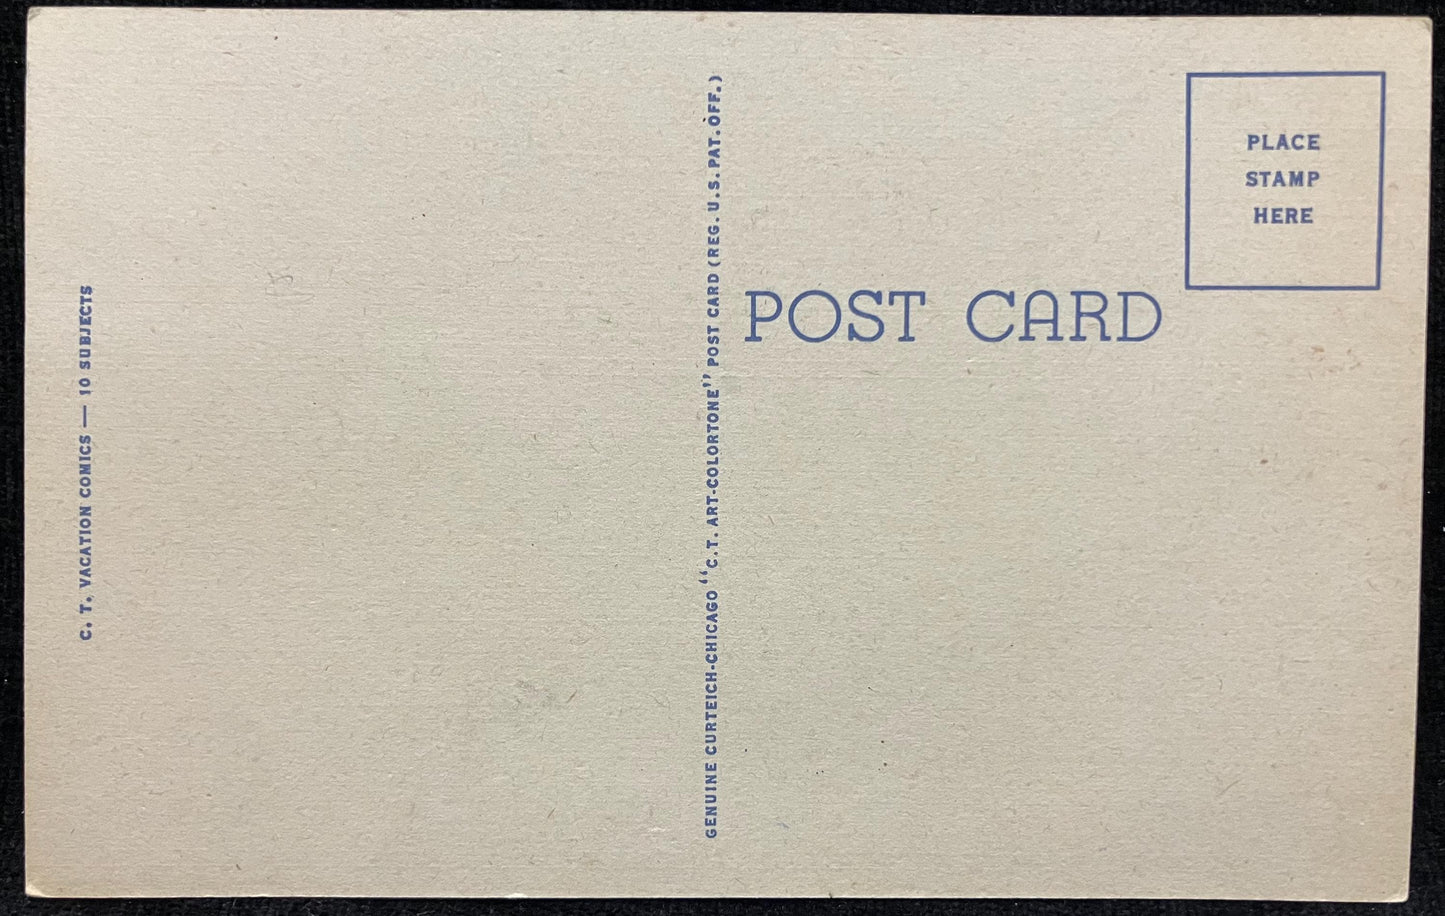 C. T. VACATION COMICS — 10 SUBJECTS
GENUINE CURTEICH-CHICAGO "C.T. ART-COLORTONE" POST CARD (REG. U.S. PAT. OFF.)
PLACE
STAMP
HERE
POST CARD